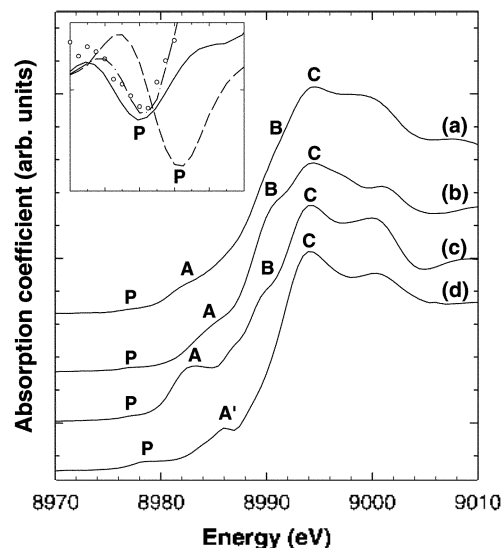 P
P
C
B
(a)
C
A
B
(b)
P
C
A
B
(c)
P
A
C
(d)
P
A'
P
8970
8980
8990
9000
9010
Energy (eV)
Absorption coefficient (arb. units)